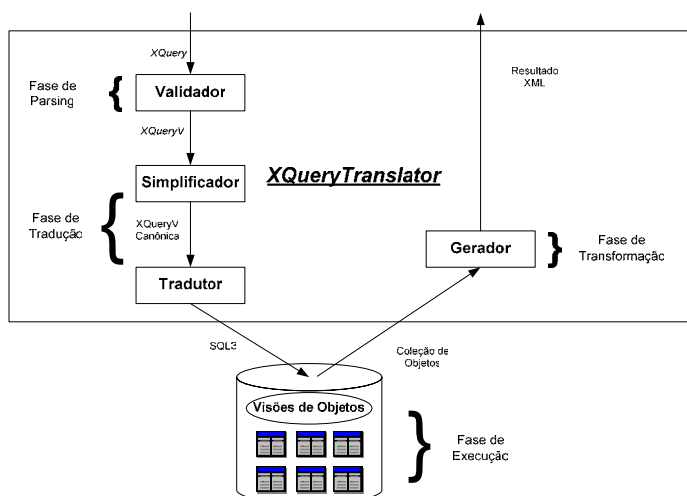 XQuery
Fase de
Parsing
Validador
Resultado
XML
XQueryV
Simplificador
XQueryTranslator
Fase de
Tradução
XQueryV
Canônica
Gerador
Fase de
Transformação
Tradutor
SQL3
Coleção de
Objetos
Visões de Objetos
Fase de
Execução